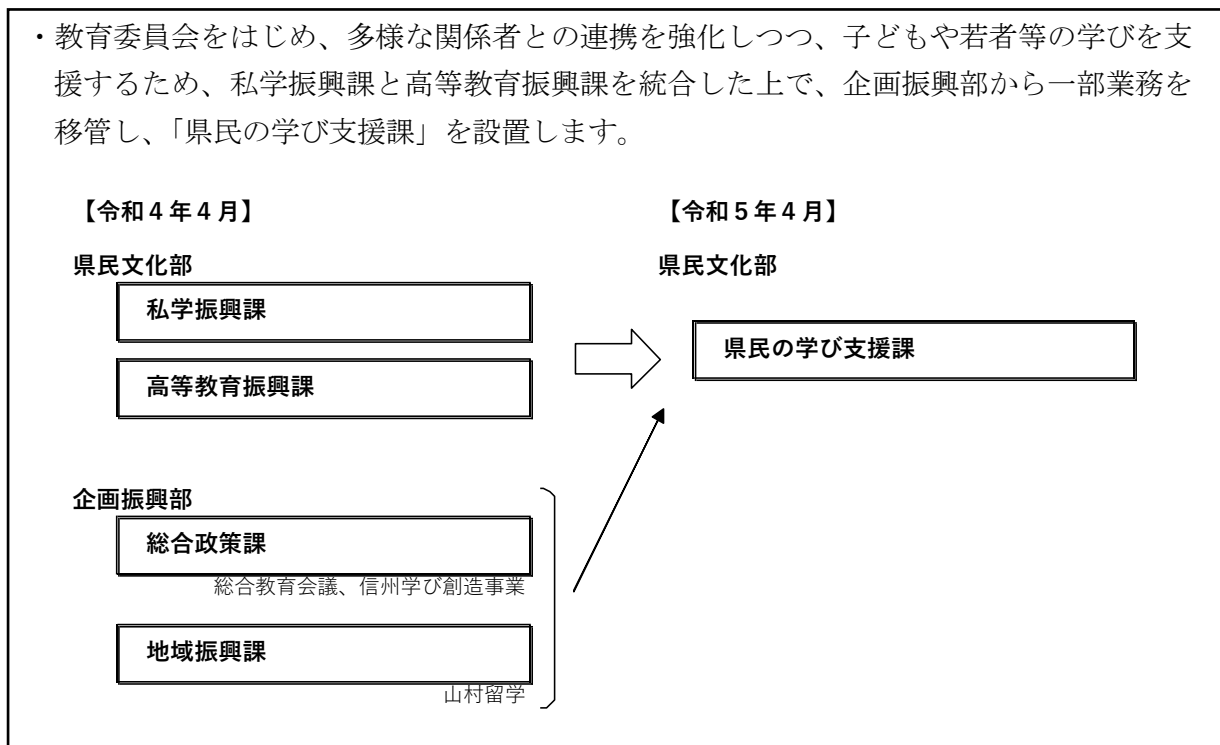 ・教育委員会をはじめ、多様な関係者との連携を強化しつつ、子どもや若者等の学びを支
援するため、私学振興課と高等教育振興課を統合した上で、企画振興部から一部業務を
移管し、「県民の学び支援課」を設置します。
【令和4年4月】
県民文化部
私学振興課
高等教育振興課
企画振興部
総合政策課
総合教育会議、信州学び創造事業
地域振興課
山村留学
【令和5年4月】
県民文化部
県民の学び支援課